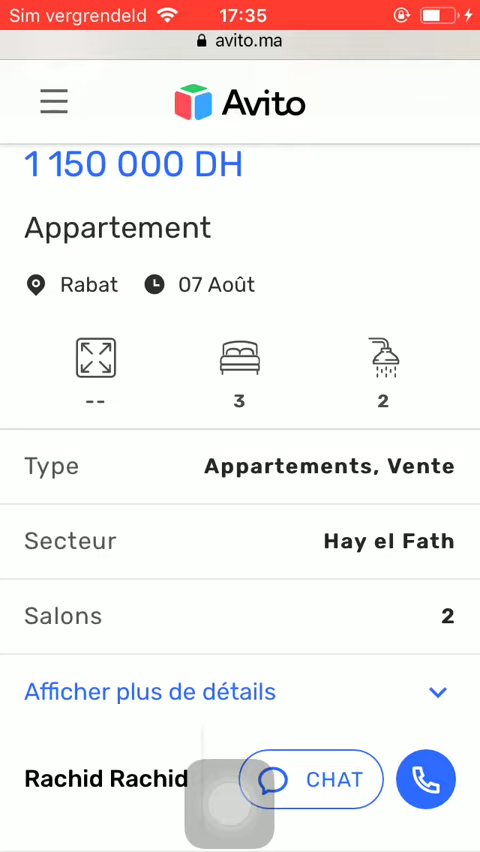 Sim vergrendeld 17:35
avito.ma
Avito
1 150 000 DH
Appartement
Rabat 07 Août
-- 3 2
Type Appartements, Vente
Secteur Hay el Fath
Salons 2
Afficher plus de détails
Rachid Rachid CHAT